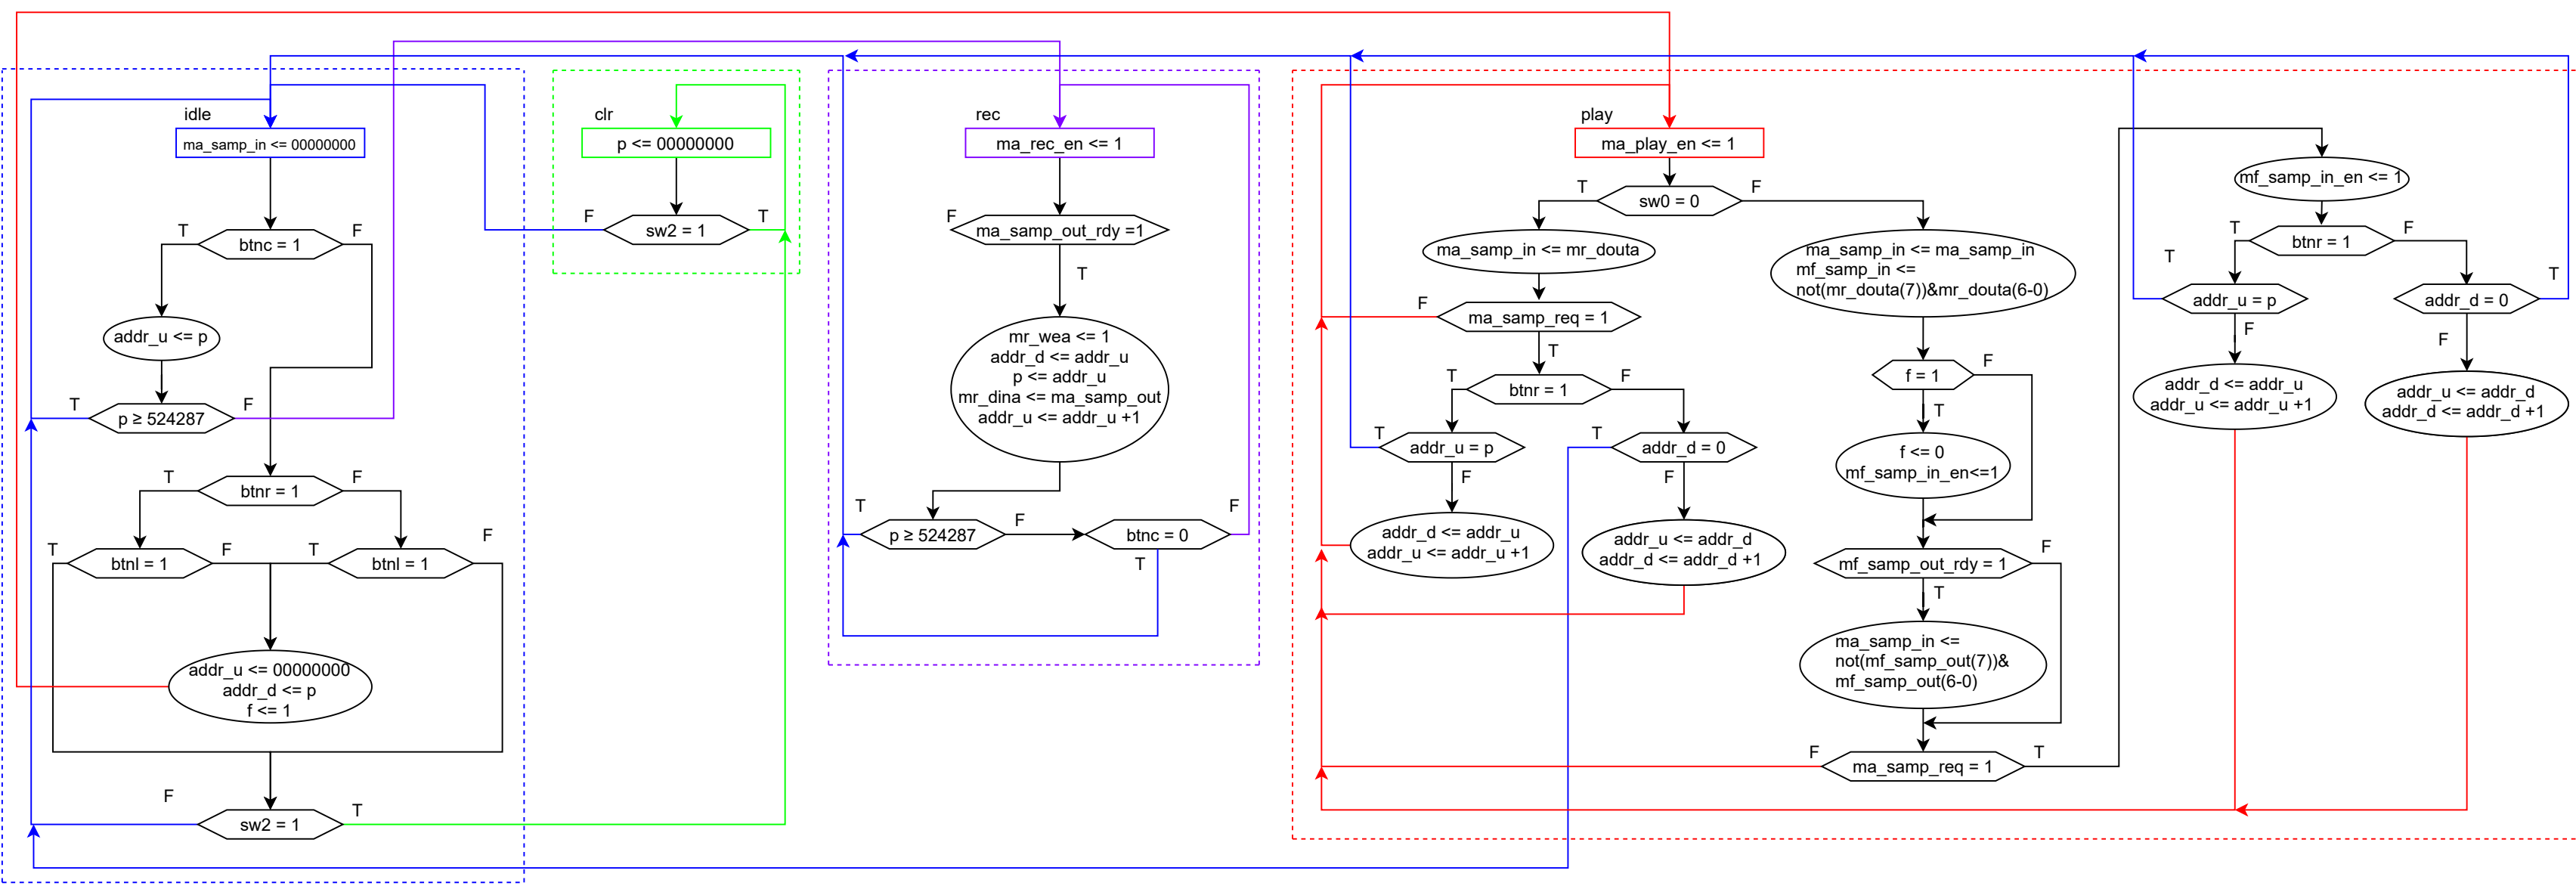 idle
ma_samp_in <= 00000000
T
btnc = 1
F
addr_u <= p
T
p ≥ 524287
F
T
btnr = 1
F
T
btnl = 1
F
T
btnl = 1
F
addr_u <= 00000000
addr_d <= p
f <= 1
F
sw2 = 1
T
clr
p <= 00000000
F
sw2 = 1
T
rec
ma_rec_en <= 1
F
ma_samp_out_rdy =1
T
mr_wea <= 1
addr_d <= addr_u
p <= addr_u
mr_dina <= ma_samp_out
addr_u <= addr_u +1
T
p ≥ 524287
F
btnc = 0
F
T
play
ma_play_en <= 1
T
sw0 = 0
F
ma_samp_in <= mr_douta
F
ma_samp_req = 1
T
T
btnr = 1
F
T
addr_u = p
F
T
addr_d = 0
F
addr_d <= addr_u
addr_u <= addr_u +1
addr_u <= addr_d
addr_d <= addr_d +1
ma_samp_in <= ma_samp_in
mf_samp_in <=
not(mr_douta(7))&mr_douta(6-0)
f = 1
F
T
f <= 0
mf_samp_in_en<=1
mf_samp_out_rdy = 1
F
T
ma_samp_in <=
not(mf_samp_out(7))&
mf_samp_out(6-0)
F
ma_samp_req = 1
T
mf_samp_in_en <= 1
T
btnr = 1
F
T
addr_u = p
F
addr_d = 0
T
F
addr_d <= addr_u
addr_u <= addr_u +1
addr_u <= addr_d
addr_d <= addr_d +1